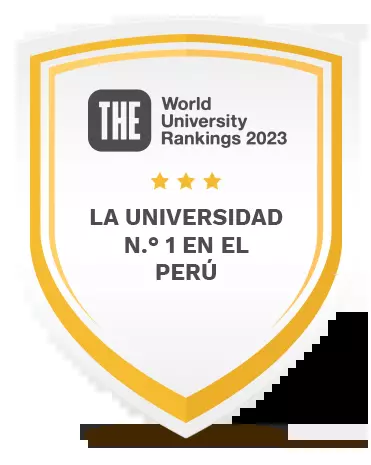 THE
World
University
Rankings 2023
LA UNIVERSIDAD
N.° 1 EN EL
PERÚ